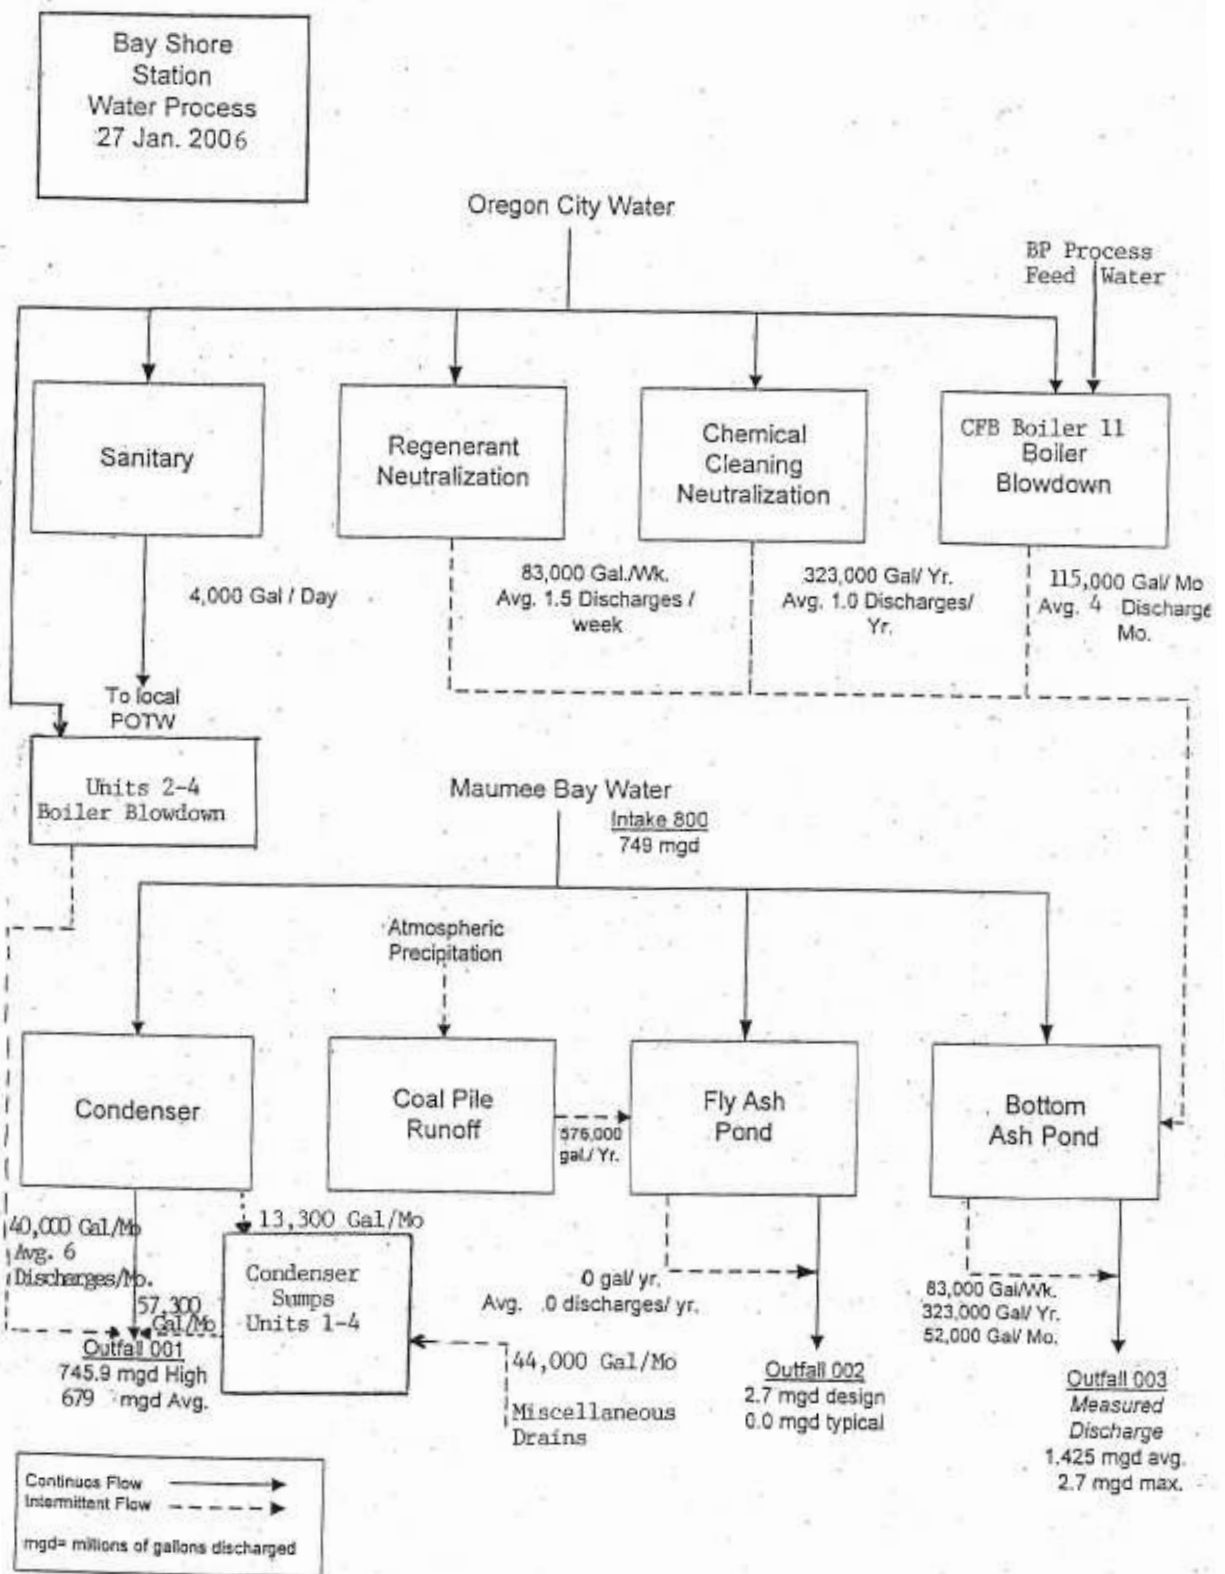 Bay Shore
Station
Water Process
27 Jan. 2006
Oregon City Water
BP Process
Feed Water
Sanitary
Regenerant
Neutralization
Chemical
Cleaning
Neutralization
CFB Boiler 11
Boiler
Blowdown
4,000 Gal / Day
83,000 Gal./Wk.
Avg. 1.5 Discharges /
week
323,000 Gal/ Yr.
Avg. 1.0 Discharges/
Yr.
115,000 Gal/ Mo
Avg. 4 Discharge
Mo.
To local
POTW
Units 2-4
Boiler Blowdown
Maumee Bay Water
Intake 800
749 mgd
Atmospheric
Precipitation
Condenser
Coal Pile
Runoff
576,000
gal./ Yr.
Fly Ash
Pond
Bottom
Ash Pond
40,000 Gal/Mo
Avg. 6
Discharges/Mo.
13,300 Gal/Mo
Condenser
Sumps
Units 1-4
57,300
Gal/Mo
Outfall 001
745.9 mgd High
679 mgd Avg.
44,000 Gal/Mo
Miscellaneous
Drains
0 gal/ yr.
Avg. .0 discharges/ yr.
Outfall 002
2.7 mgd design
0.0 mgd typical
83,000 Gal/Wk.
323,000 Gal/ Yr.
52,000 Gal/ Mo.
Outfall 003
Measured
Discharge
1.425 mgd avg.
2.7 mgd max.
Continuos Flow
Intermittent Flow
mgd= millions of gallons discharged